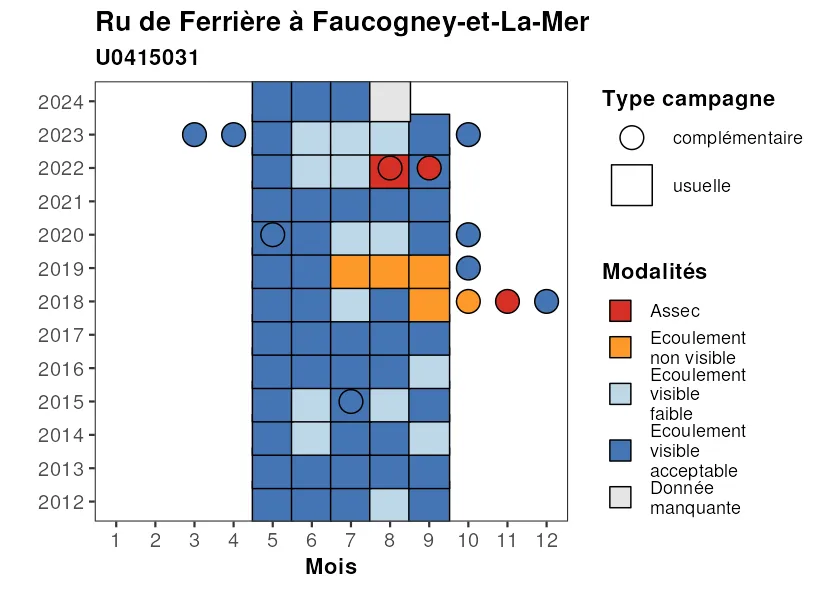 Ru de Ferrière à Faucogney-et-La-Mer
U0415031
2024
2023
2022
2021
2020
2019
2018
2017
2016
2015
2014
2013
2012
1 2 3 4 5 6 7 8 9 10 11 12
Mois
Type campagne
complémentaire
usuelle
Modalités
Assec
Ecoulement
non visible
Ecoulement
visible
faible
Ecoulement
visible
acceptable
Donnée
manquante